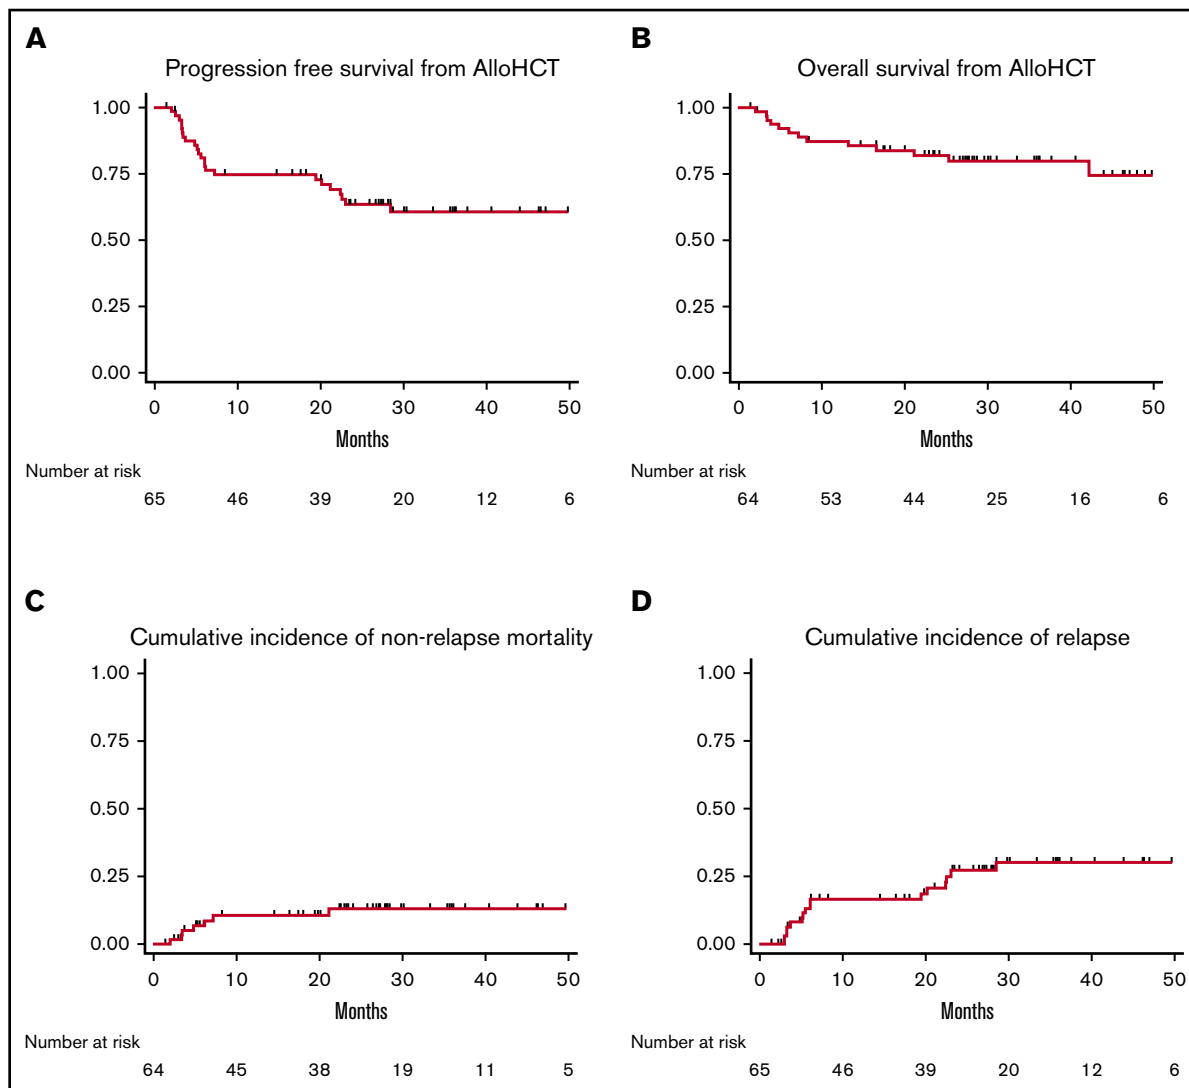 A
Progression free survival from AlloHCT
1.00
0.75
0.50
0.25
0.00
0 10 20 30 40 50
Months
Number at risk
65 46 39 20 12 6
B
Overall survival from AlloHCT
1.00
0.75
0.50
0.25
0.00
0 10 20 30 40 50
Months
Number at risk
64 53 44 25 16 6
C
Cumulative incidence of non-relapse mortality
1.00
0.75
0.50
0.25
0.00
0 10 20 30 40 50
Months
Number at risk
64 45 38 19 11 5
D
Cumulative incidence of relapse
1.00
0.75
0.50
0.25
0.00
0 10 20 30 40 50
Months
Number at risk
65 46 39 20 12 6